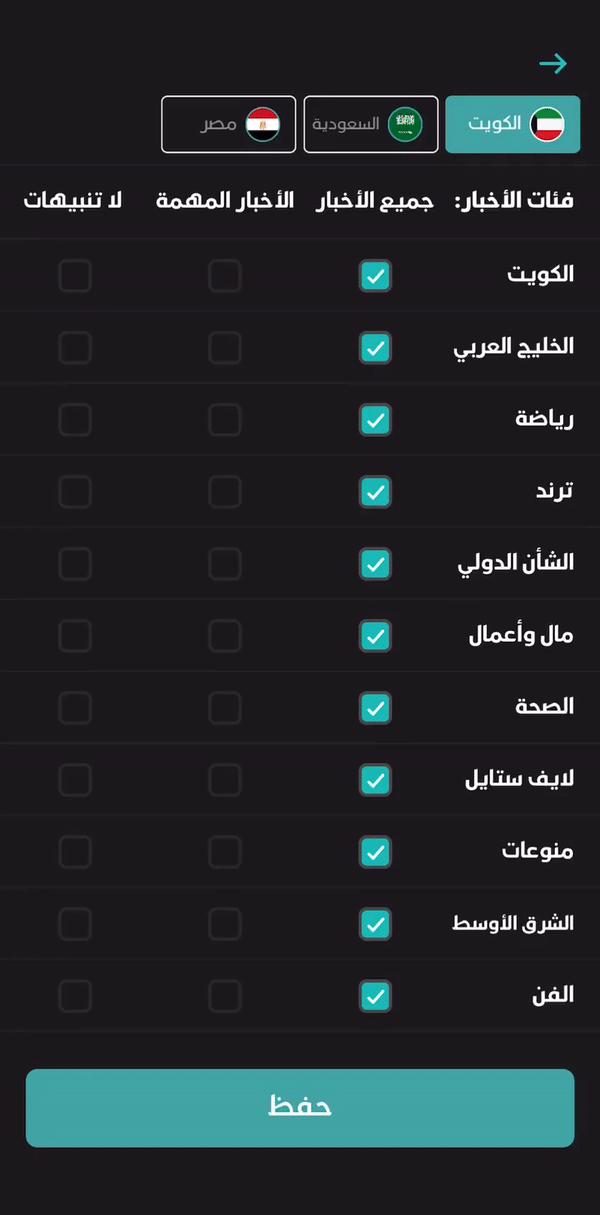 الكويت السعودية مصر
فئات الأخبار: جميع الأخبار الأخبار المهمة لا تنبيهات
الكويت
الخليج العربي
رياضة
ترند
الشأن الدولي
مال وأعمال
الصحة
لايف ستايل
منوعات
الشرق الأوسط
الفن
حفظ